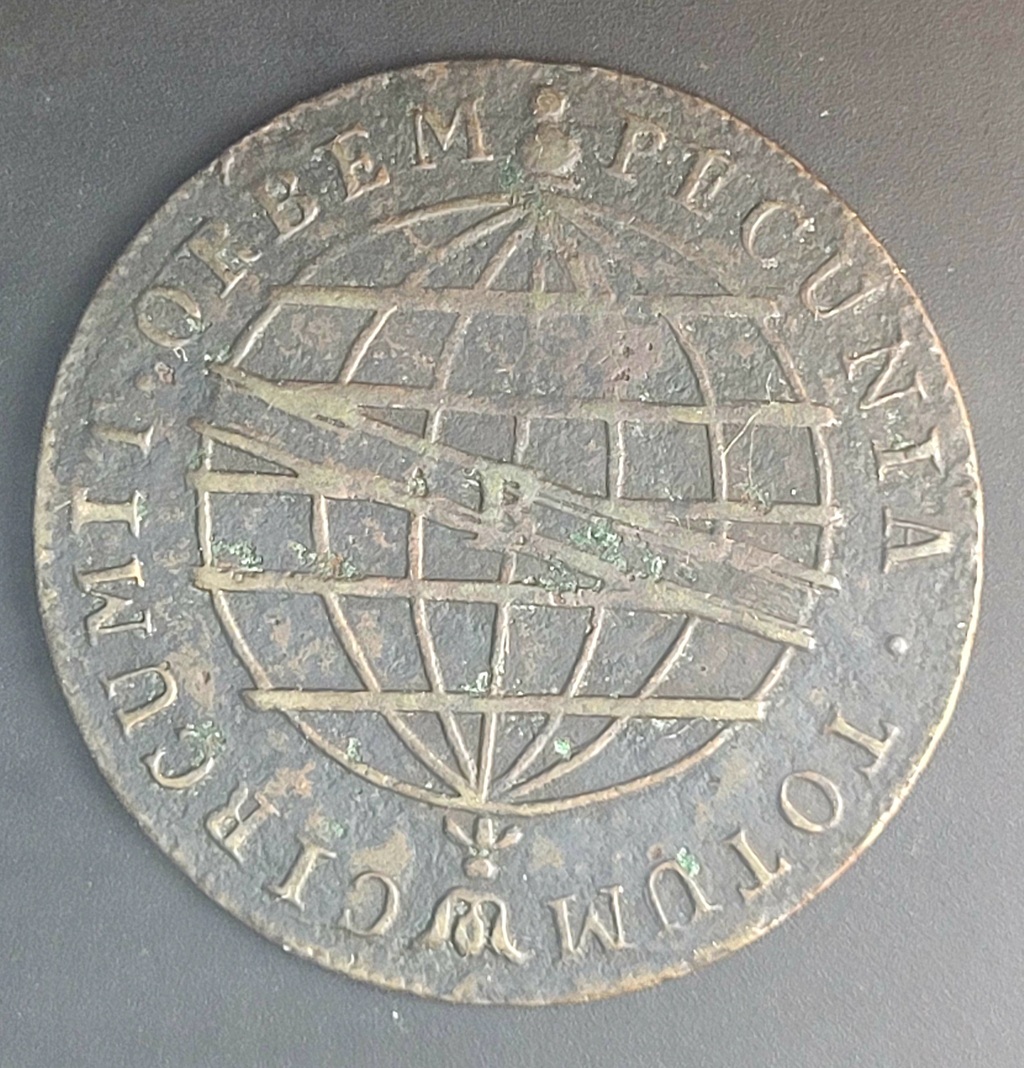 PECUNIA · TOTUM
CIRCUMIT · ORBEM
B